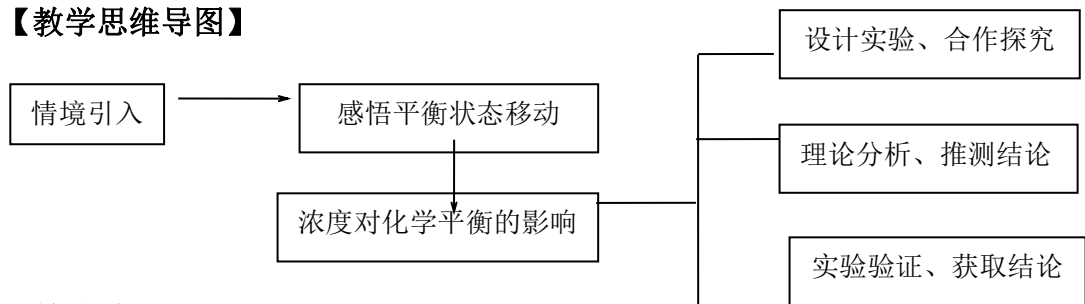 【教学思维导图】
设计实验、合作探究
情境引入
感悟平衡状态移动
理论分析、推测结论
浓度对化学平衡的影响
实验验证、获取结论